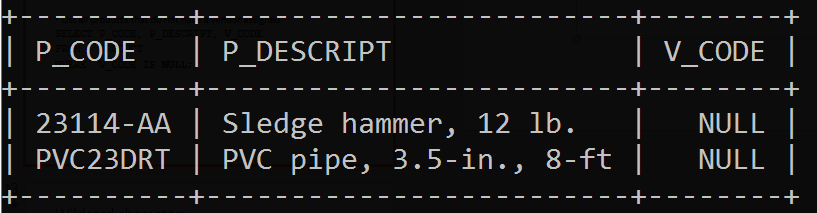 +----------+--------------------------+--------+
| P_CODE   | P_DESCRIPT               | V_CODE |
+----------+--------------------------+--------+
| 23114-AA | Sledge hammer, 12 lb.    |   NULL |
| PVC23DRT | PVC pipe, 3.5-in., 8-ft |   NULL |
+----------+--------------------------+--------+